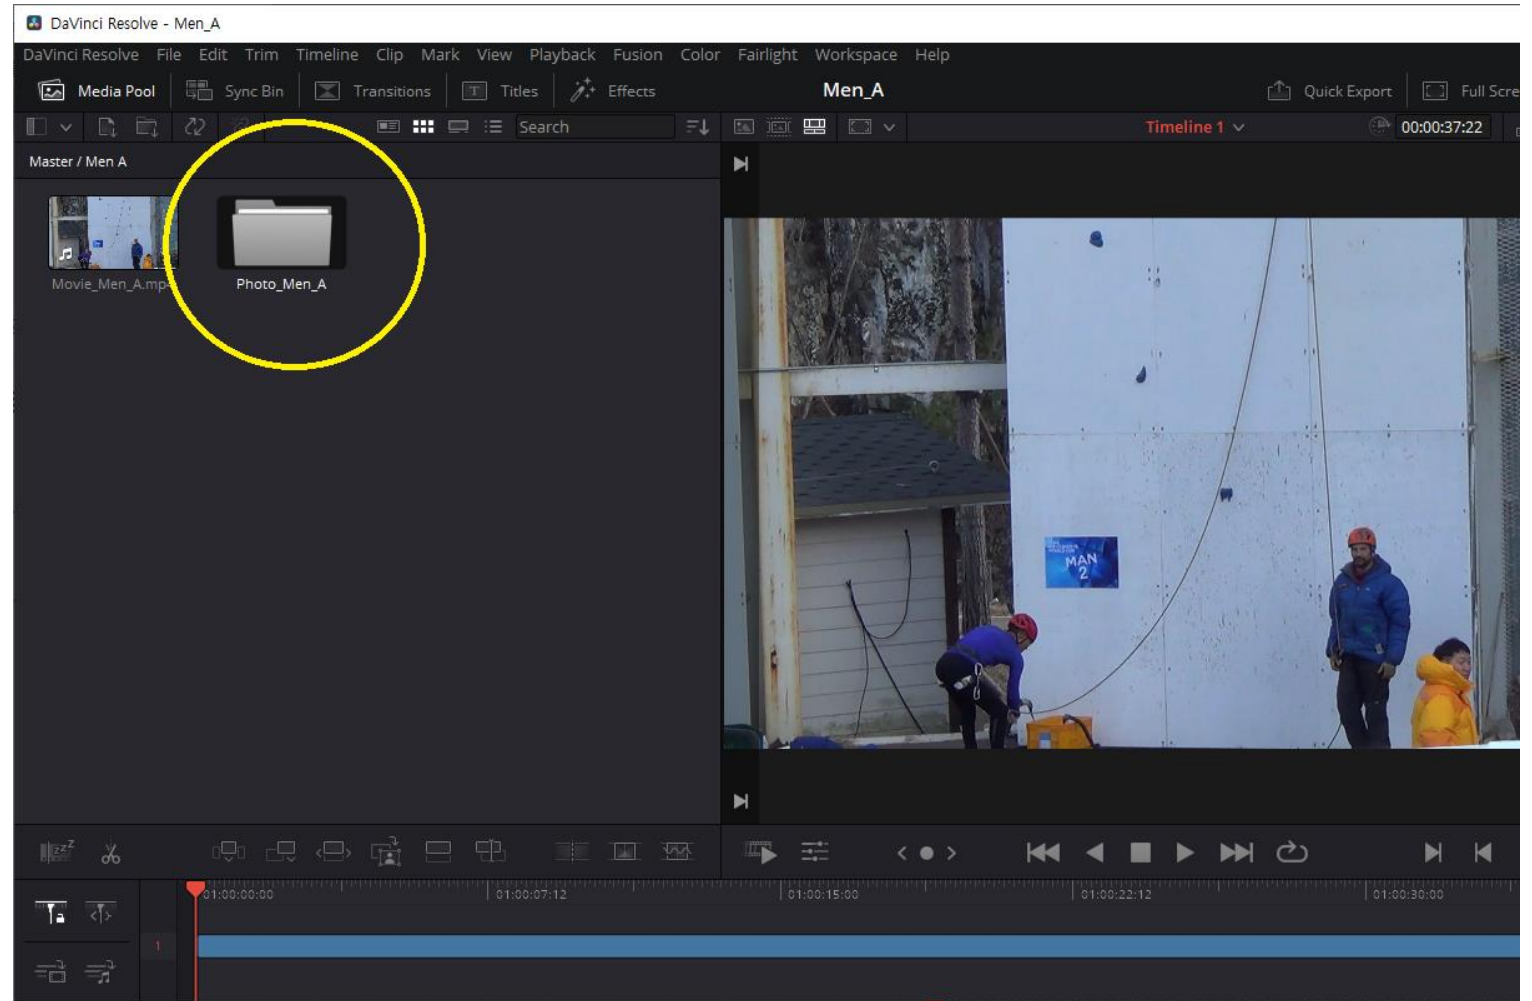 DaVinci Resolve - Men_A
DaVinci Resolve File Edit Trim Timeline Clip Mark View Playback Fusion Color Fairlight Workspace Help
Media Pool Sync Bin Transitions Titles Effects Men_A Quick Export Full Scre
Search Timeline 1 00:00:37:22
Master / Men A
Movie_Men_A.mp
Photo_Men_A
MAN
2
zzZ
01:00:00:00 01:00:07:12 01:00:15:00 01:00:22:12 01:00:30:00
1